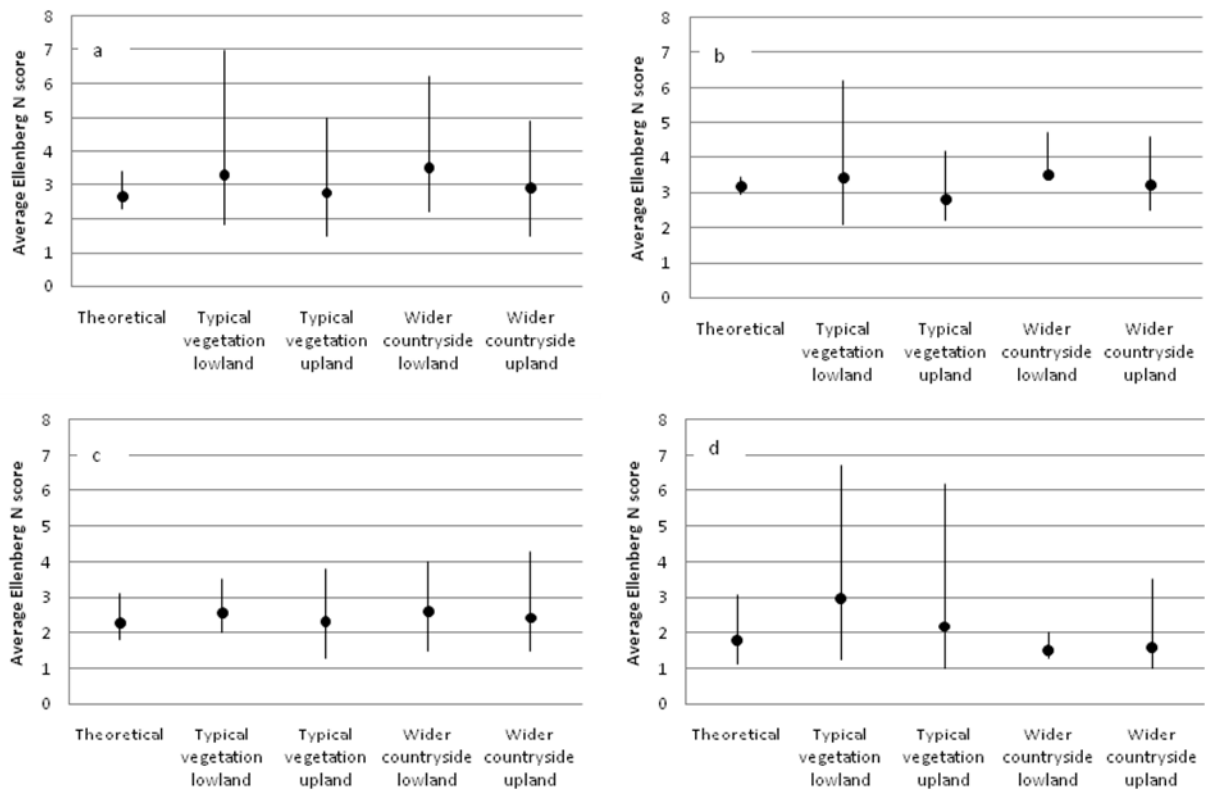 8
7
6
5
4
3
2
1
0
Average Ellenberg N score
a
Theoretical
Typical
vegetation
lowland
Typical
vegetation
upland
Wider
countryside
lowland
Wider
countryside
upland
8
7
6
5
4
3
2
1
0
Average Ellenberg N score
b
Theoretical
Typical
vegetation
lowland
Typical
vegetation
upland
Wider
countryside
lowland
Wider
countryside
upland
8
7
6
5
4
3
2
1
0
Average Ellenberg N score
c
Theoretical
Typical
vegetation
lowland
Typical
vegetation
upland
Wider
countryside
lowland
Wider
countryside
upland
8
7
6
5
4
3
2
1
0
Average Ellenberg N score
d
Theoretical
Typical
vegetation
lowland
Typical
vegetation
upland
Wider
countryside
lowland
Wider
countryside
upland